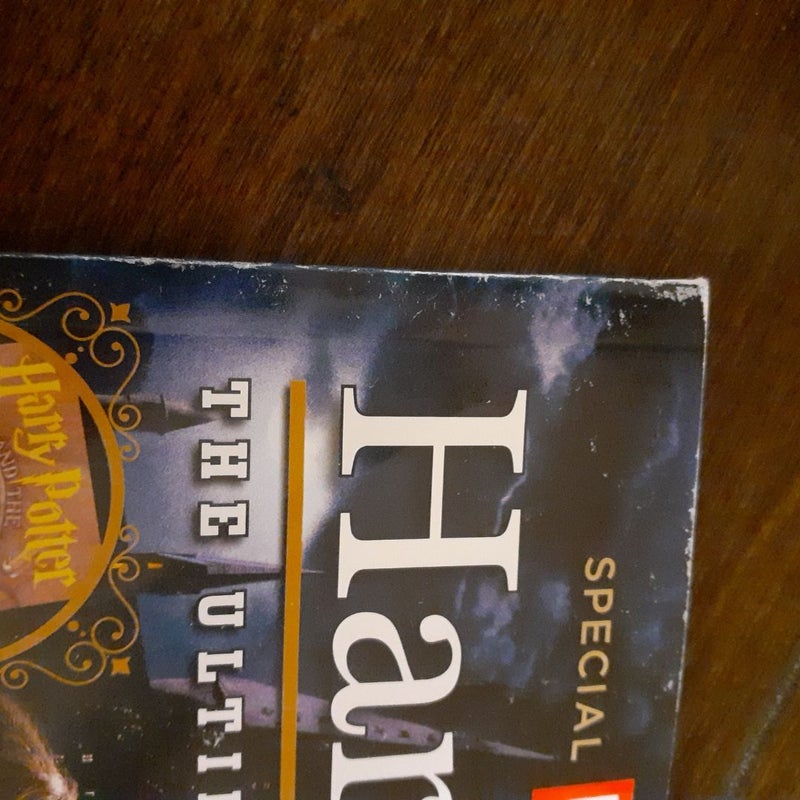 SPECIAL
Har
THE ULTI
Harry Potter
AND THE